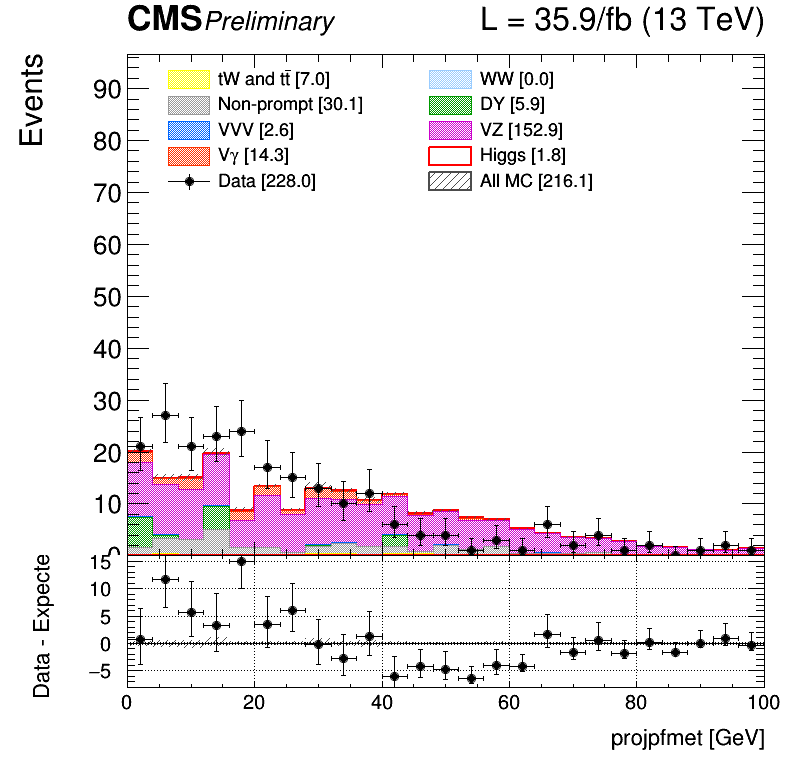 CMS Preliminary L = 35.9/fb (13 TeV)
Events
tW and tt̄ [7.0] WW [0.0]
Non-prompt [30.1] DY [5.9]
VVV [2.6] VZ [152.9]
Vγ [14.3] Higgs [1.8]
Data [228.0] All MC [216.1]
90
80
70
60
50
40
30
20
10
0
Data - Expecte
15
10
5
0
−5
0 20 40 60 80 100
projpfmet [GeV]